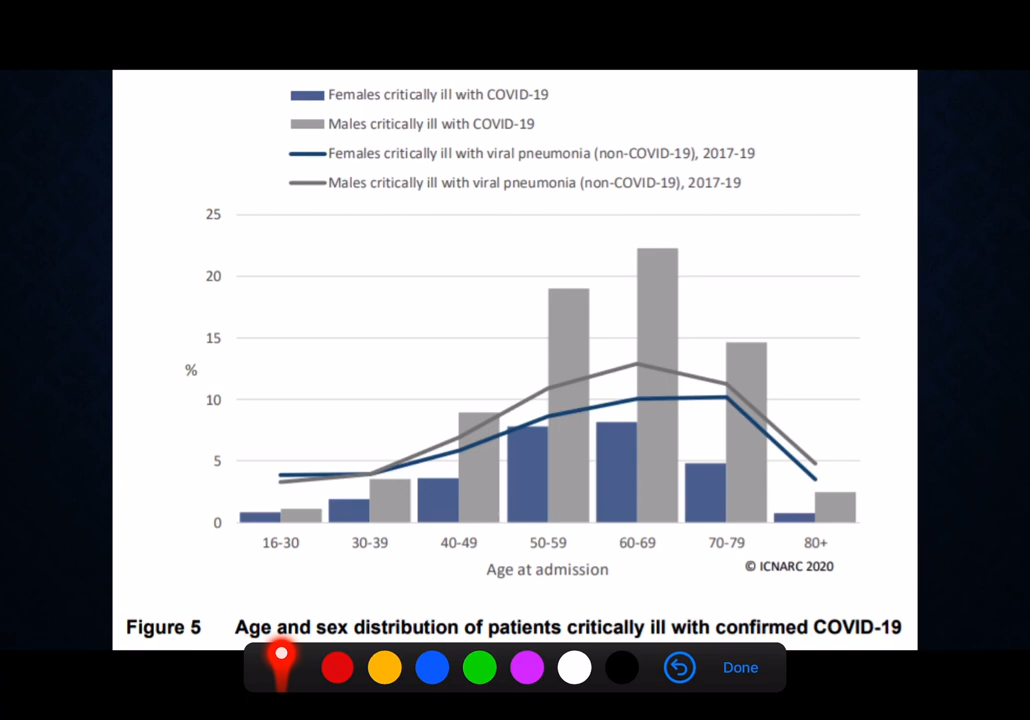 Females critically ill with COVID-19
Males critically ill with COVID-19
Females critically ill with viral pneumonia (non-COVID-19), 2017-19
Males critically ill with viral pneumonia (non-COVID-19), 2017-19
25
20
15
%
10
5
0
16-30 30-39 40-49 50-59 60-69 70-79 80+
Age at admission
© ICNARC 2020
Figure 5 Age and sex distribution of patients critically ill with confirmed COVID-19
Done